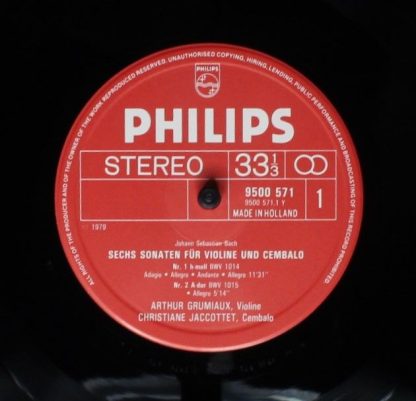 ALL RIGHTS OF THE PRODUCER AND OF THE OWNER OF THE WORK REPRODUCED RESERVED. UNAUTHORISED COPYING, HIRING, LENDING, PUBLIC PERFORMANCE AND BROADCASTING OF THIS RECORD PROHIBITED
PHILIPS
PHILIPS
STEREO 33 1/3
9500 571
9500 571.1 Y
MADE IN HOLLAND
1
1979
Johann Sebastian Bach
SECHS SONATEN FÜR VIOLINE UND CEMBALO
Nr. 1 h-moll BWV 1014
Adagio • Allegro • Andante • Allegro 11'31"
Nr. 2 A-dur BWV 1015
• Allegro 5'14"
ARTHUR GRUMIAUX, Violine
CHRISTIANE JACCOTTET, Cembalo